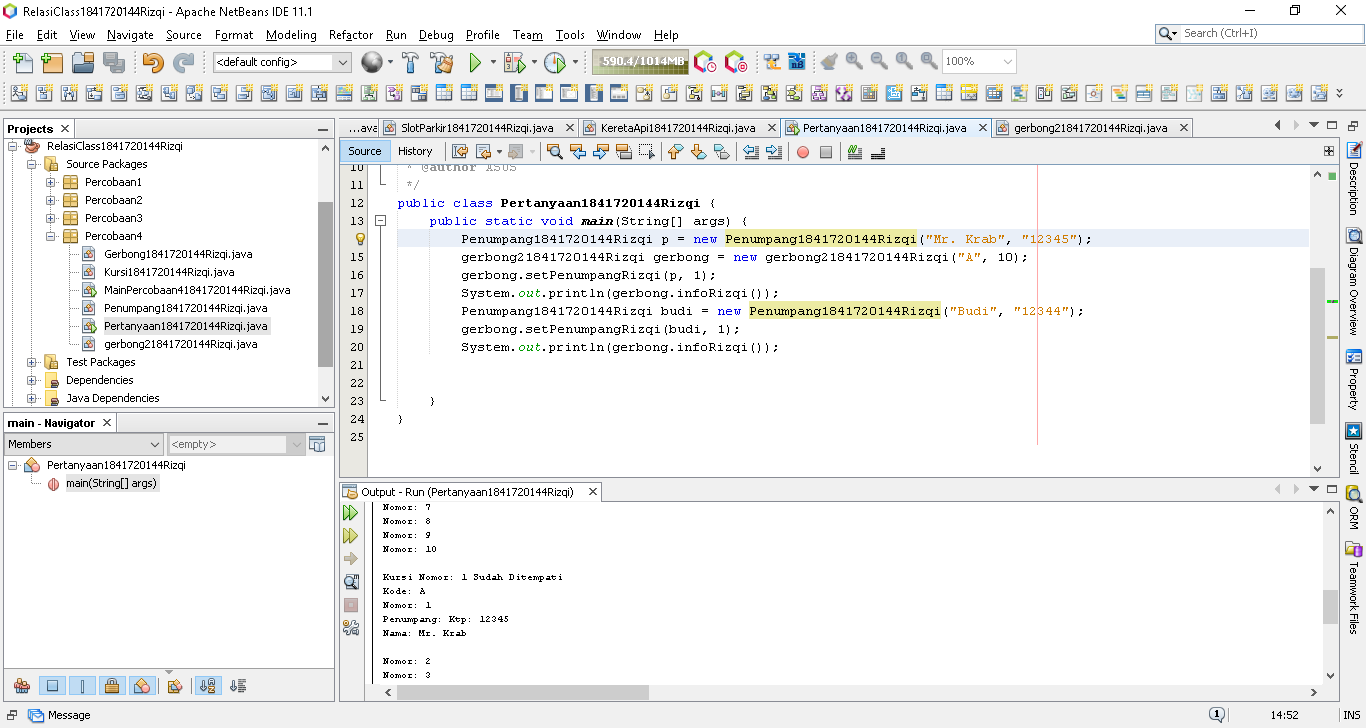 RelasiClass1841720144Rizqi - Apache NetBeans IDE 11.1
File Edit View Navigate Source Format Modeling Refactor Run Debug Profile Team Tools Window Help
Search (Ctrl+I)
<default config>
590.4/1014MB
100%
Projects
RelasiClass1841720144Rizqi
Source Packages
Percobaan1
Percobaan2
Percobaan3
Percobaan4
Gerbong1841720144Rizqi.java
Kursi1841720144Rizqi.java
MainPercobaan41841720144Rizqi.java
Penumpang1841720144Rizqi.java
Pertanyaan1841720144Rizqi.java
gerbong21841720144Rizqi.java
Test Packages
Dependencies
Java Dependencies
main - Navigator
Members
<empty>
Pertanyaan1841720144Rizqi
main(String[] args)
...ava
SlotParkir1841720144Rizqi.java
KeretaApi1841720144Rizqi.java
Pertanyaan1841720144Rizqi.java
gerbong21841720144Rizqi.java
Source History
10 * @author ASUS
11 */
12 public class Pertanyaan1841720144Rizqi {
13 public static void main(String[] args) {
Penumpang1841720144Rizqi p = new Penumpang1841720144Rizqi("Mr. Krab", "12345");
15 gerbong21841720144Rizqi gerbong = new gerbong21841720144Rizqi("A", 10);
16 gerbong.setPenumpangRizqi(p, 1);
17 System.out.println(gerbong.infoRizqi());
18 Penumpang1841720144Rizqi budi = new Penumpang1841720144Rizqi("Budi", "12344");
19 gerbong.setPenumpangRizqi(budi, 1);
20 System.out.println(gerbong.infoRizqi());
21
22
23 }
24 }
25
Output - Run (Pertanyaan1841720144Rizqi)
Nomor: 7
Nomor: 8
Nomor: 9
Nomor: 10
Kursi Nomor: 1 Sudah Ditempati
Kode: A
Nomor: 1
Penumpang: Ktp: 12345
Nama: Mr. Krab
Nomor: 2
Nomor: 3
Description
Diagram Overview
Property
Stencil
ORM
Teamwork Files
Message
1
14:52
INS